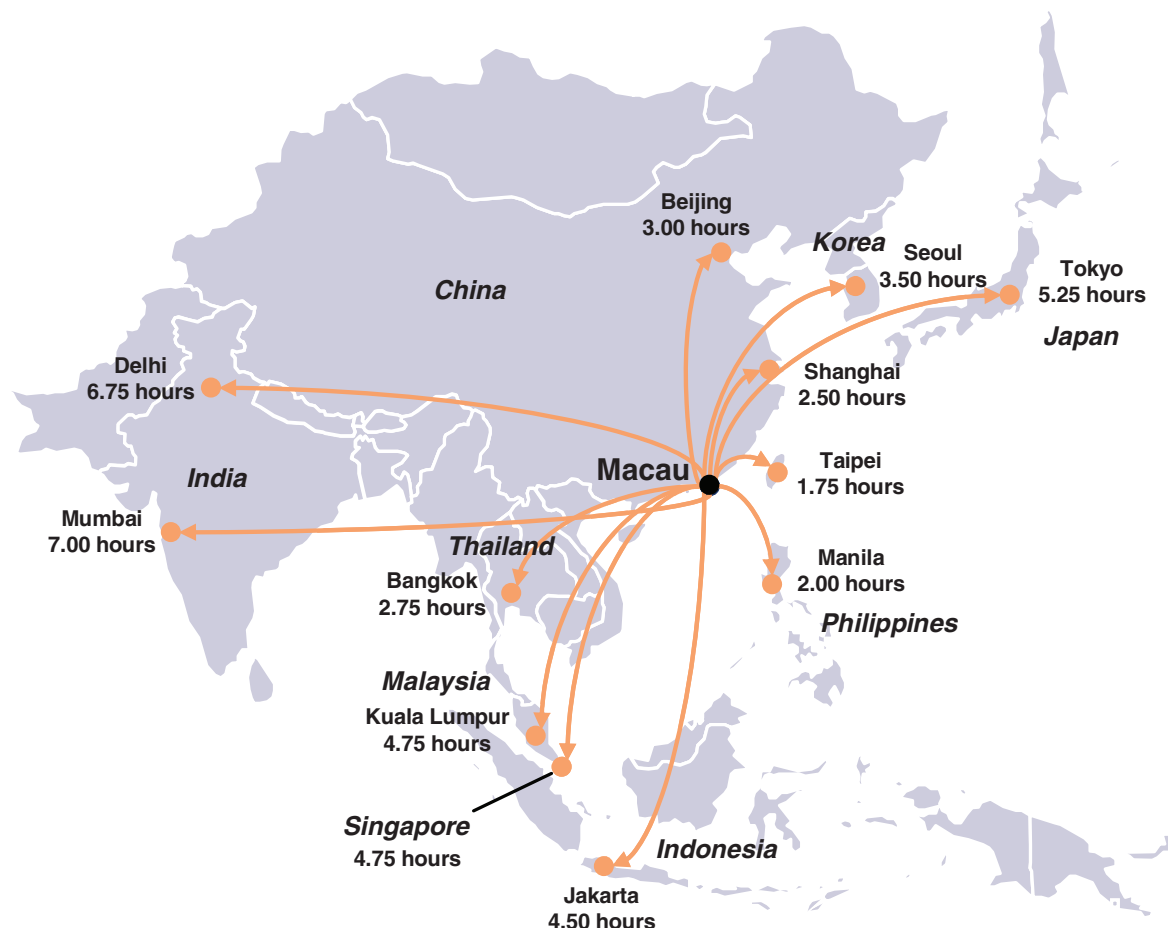 Beijing
3.00 hours
Korea
Seoul
3.50 hours
Tokyo
5.25 hours
China
Japan
Delhi
6.75 hours
Shanghai
2.50 hours
India
Macau
Taipei
1.75 hours
Mumbai
7.00 hours
Thailand
Bangkok
2.75 hours
Manila
2.00 hours
Philippines
Malaysia
Kuala Lumpur
4.75 hours
Singapore
4.75 hours
Indonesia
Jakarta
4.50 hours